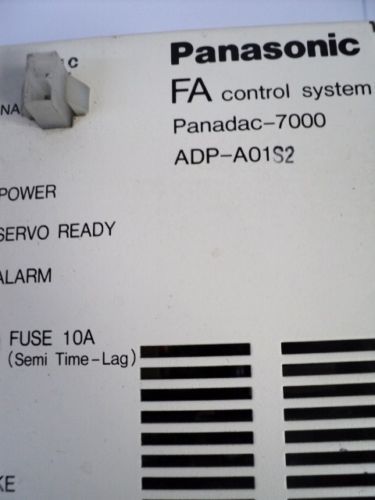 Panasonic
FA control system
Panadac-7000
ADP-A01S2
POWER
SERVO READY
ALARM
FUSE 10A
(Semi Time-Lag)